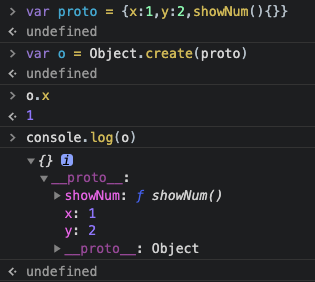 > var proto = {x:1,y:2,showNum(){}}
< undefined
> var o = Object.create(proto)
< undefined
> o.x
< 1
> console.log(o)
▼{} i
▼__proto__:
▶showNum: ƒ showNum()
x: 1
y: 2
▶__proto__: Object
< undefined